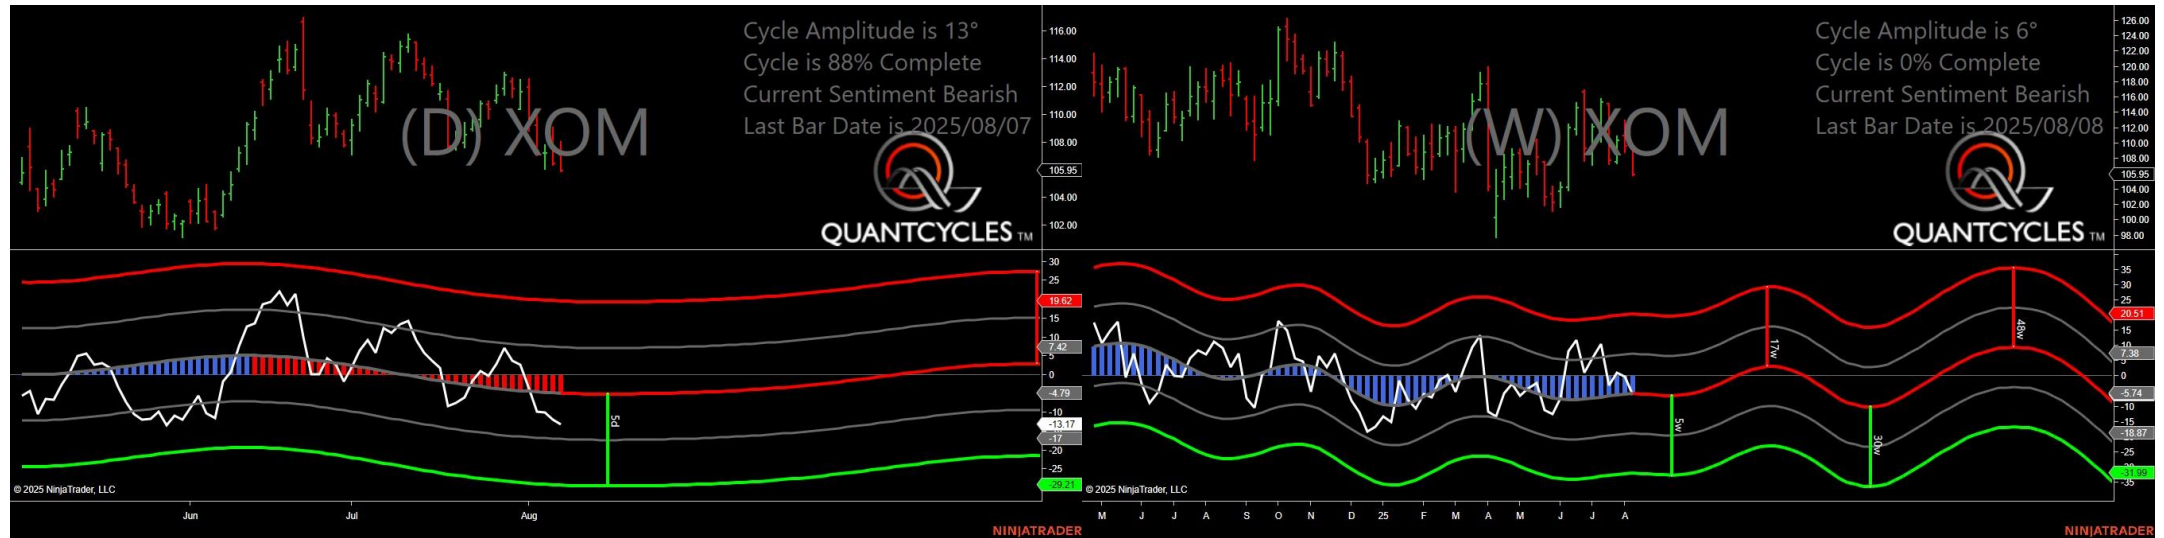 Cycle Amplitude is 13°
Cycle is 88% Complete
Current Sentiment Bearish
Last Bar Date is 2025/08/07
(D) XOM
QUANTCYCLES TM
116.00
114.00
112.00
110.00
108.00
105.95
104.00
102.00
30
25
19.62
15
10
7.42
5
0
-4.79
-10
-13.17
-17
-20
-25
-29.21
5d
© 2025 NinjaTrader, LLC
Jun Jul Aug
NINJATRADER
Cycle Amplitude is 6°
Cycle is 0% Complete
Current Sentiment Bearish
Last Bar Date is 2025/08/08
(W) XOM
QUANTCYCLES TM
126.00
124.00
122.00
120.00
118.00
116.00
114.00
112.00
110.00
108.00
105.95
104.00
102.00
100.00
98.00
35
30
25
20.51
15
10
7.38
5
0
-5.74
-10
-15
-18.87
-25
-31.99
-35
5w
17w
30w
48w
© 2025 NinjaTrader, LLC
M J J A S O N D 25 F M A M J J A
NINJATRADER